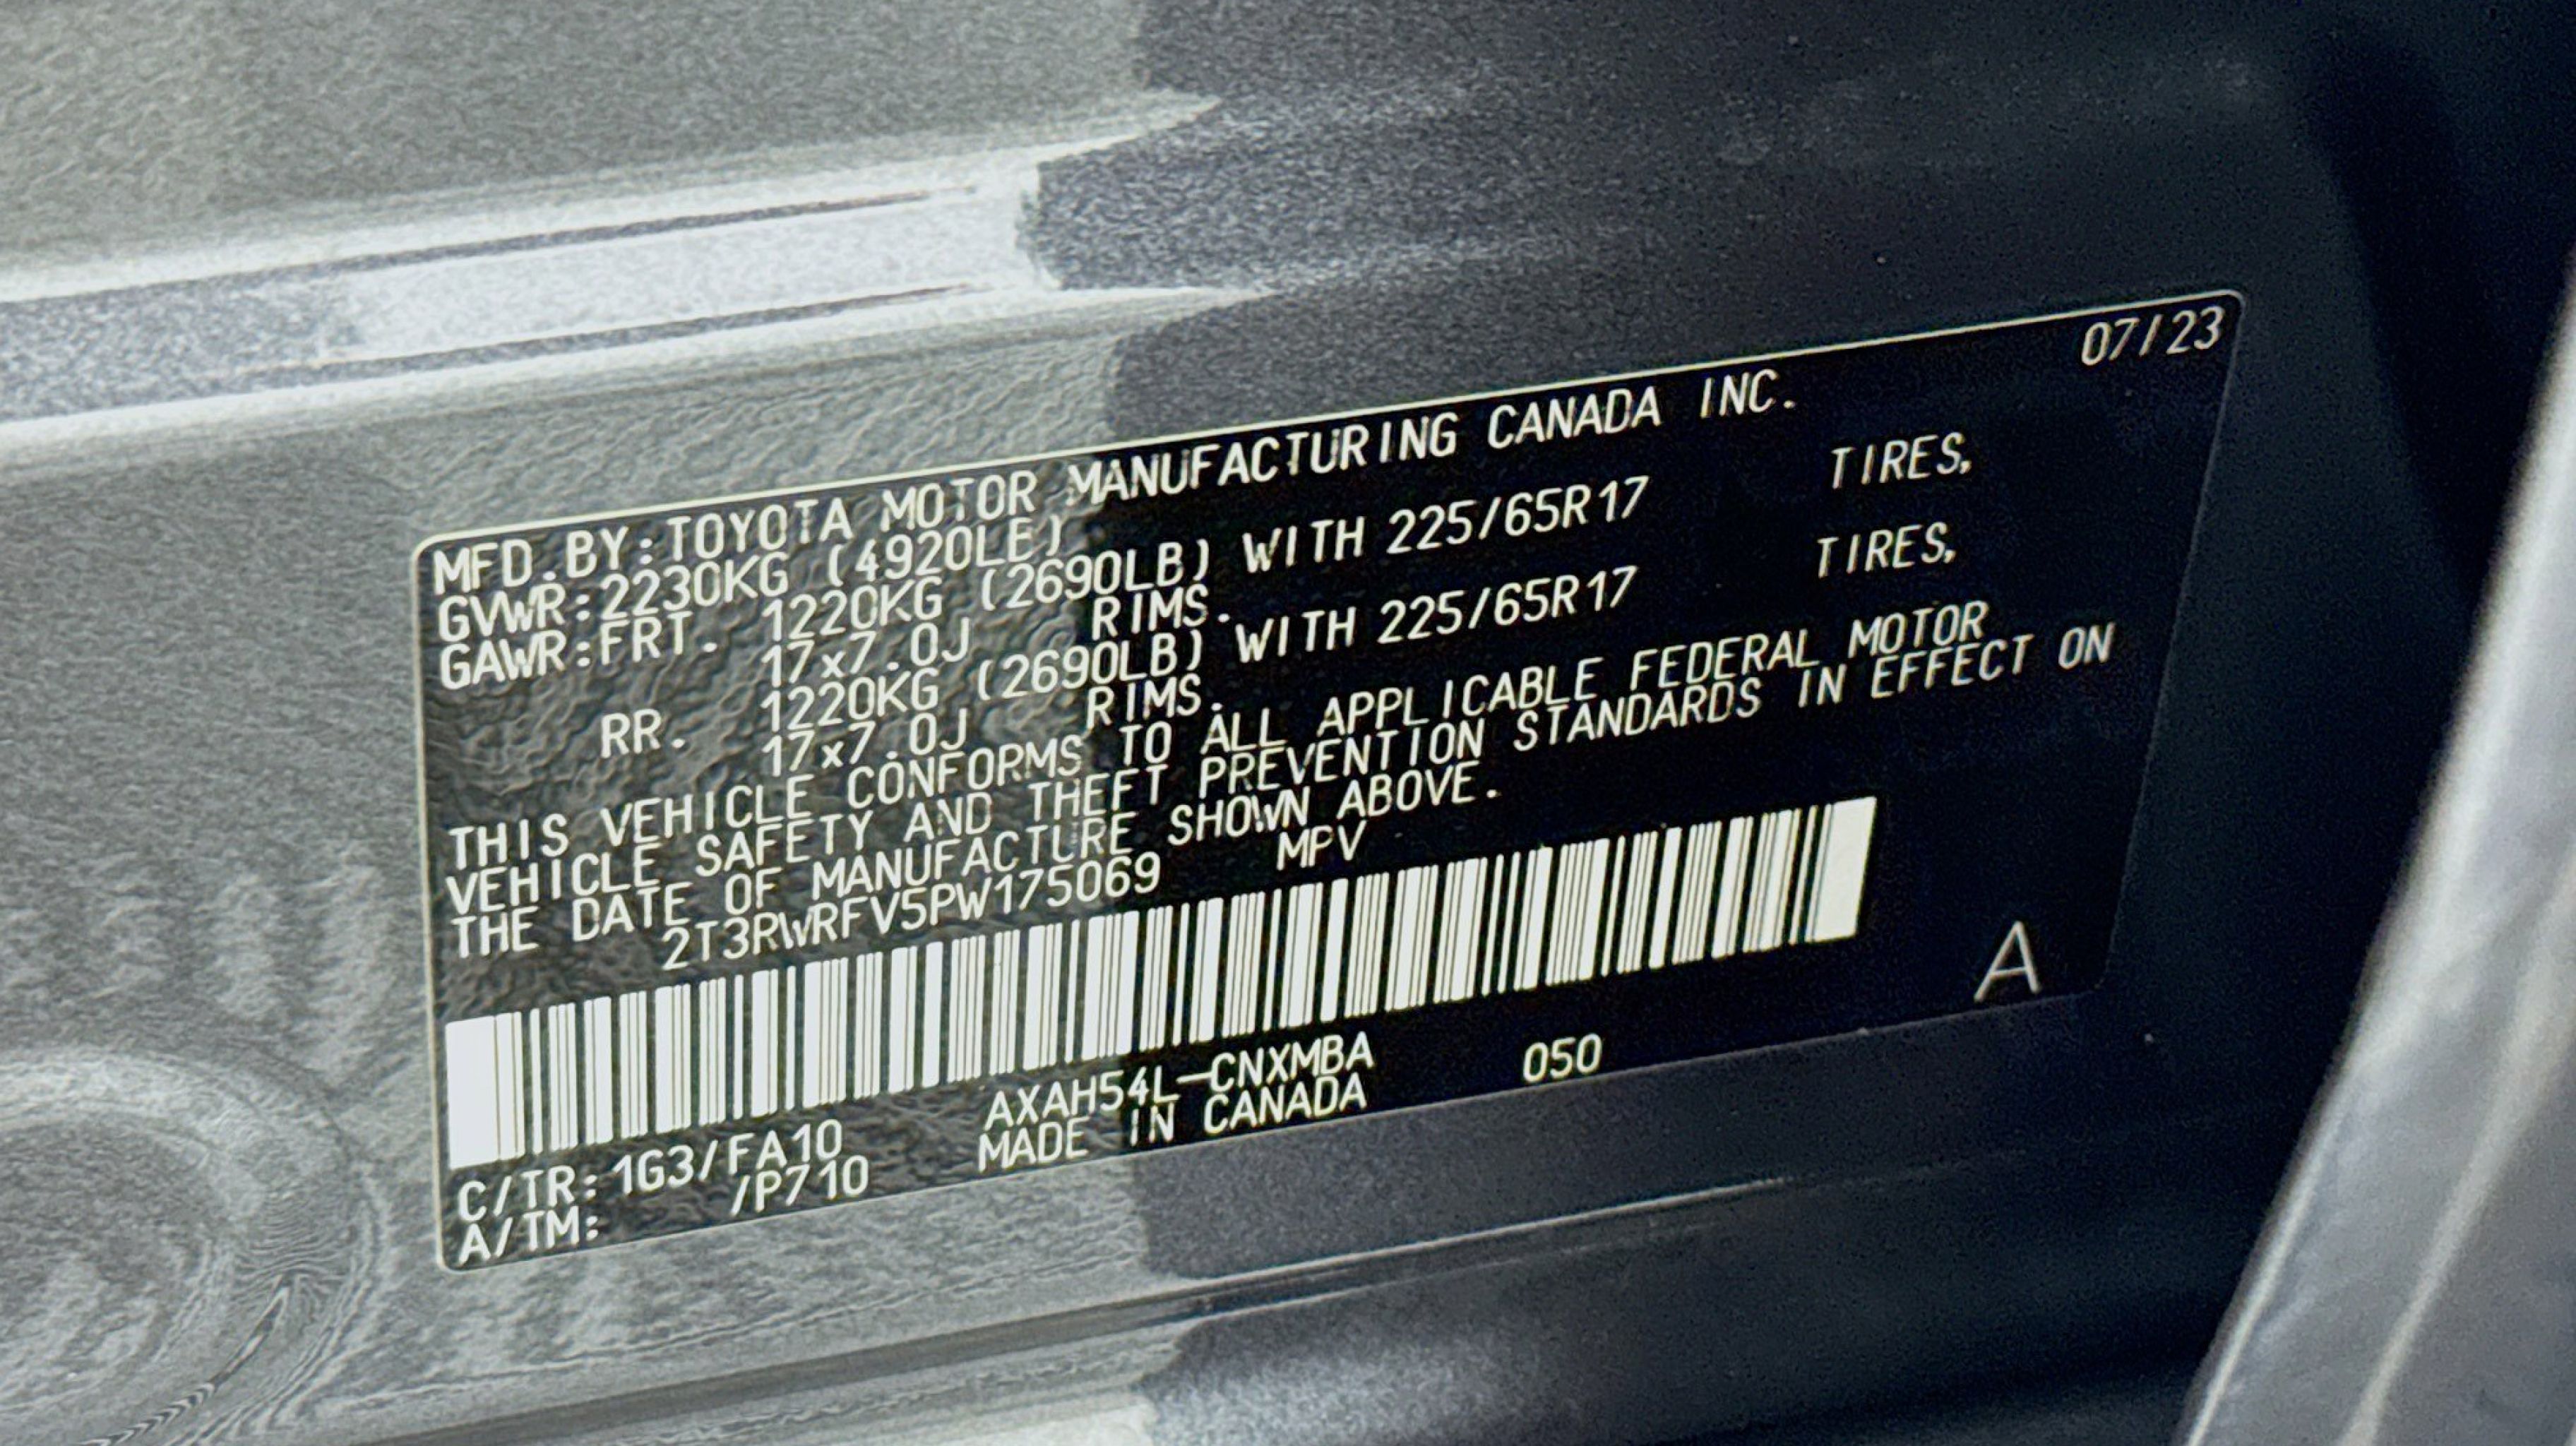 07/23
MFD.BY:TOYOTA MOTOR MANUFACTURING CANADA INC.
GVWR:2230KG (4920LB)
GAWR:FRT. 1220KG (2690LB) WITH 225/65R17 TIRES,
17x7.0J RIMS.
RR. 1220KG (2690LB) WITH 225/65R17 TIRES,
17x7.0J RIMS.
THIS VEHICLE CONFORMS TO ALL APPLICABLE FEDERAL MOTOR
VEHICLE SAFETY AND THEFT PREVENTION STANDARDS IN EFFECT ON
THE DATE OF MANUFACTURE SHOWN ABOVE.
2T3RWRFV5PW175069 MPV
A
C/TR:1G3/FA10 AXAH54L-CNXMBA 050
A/TM: /P710 MADE IN CANADA